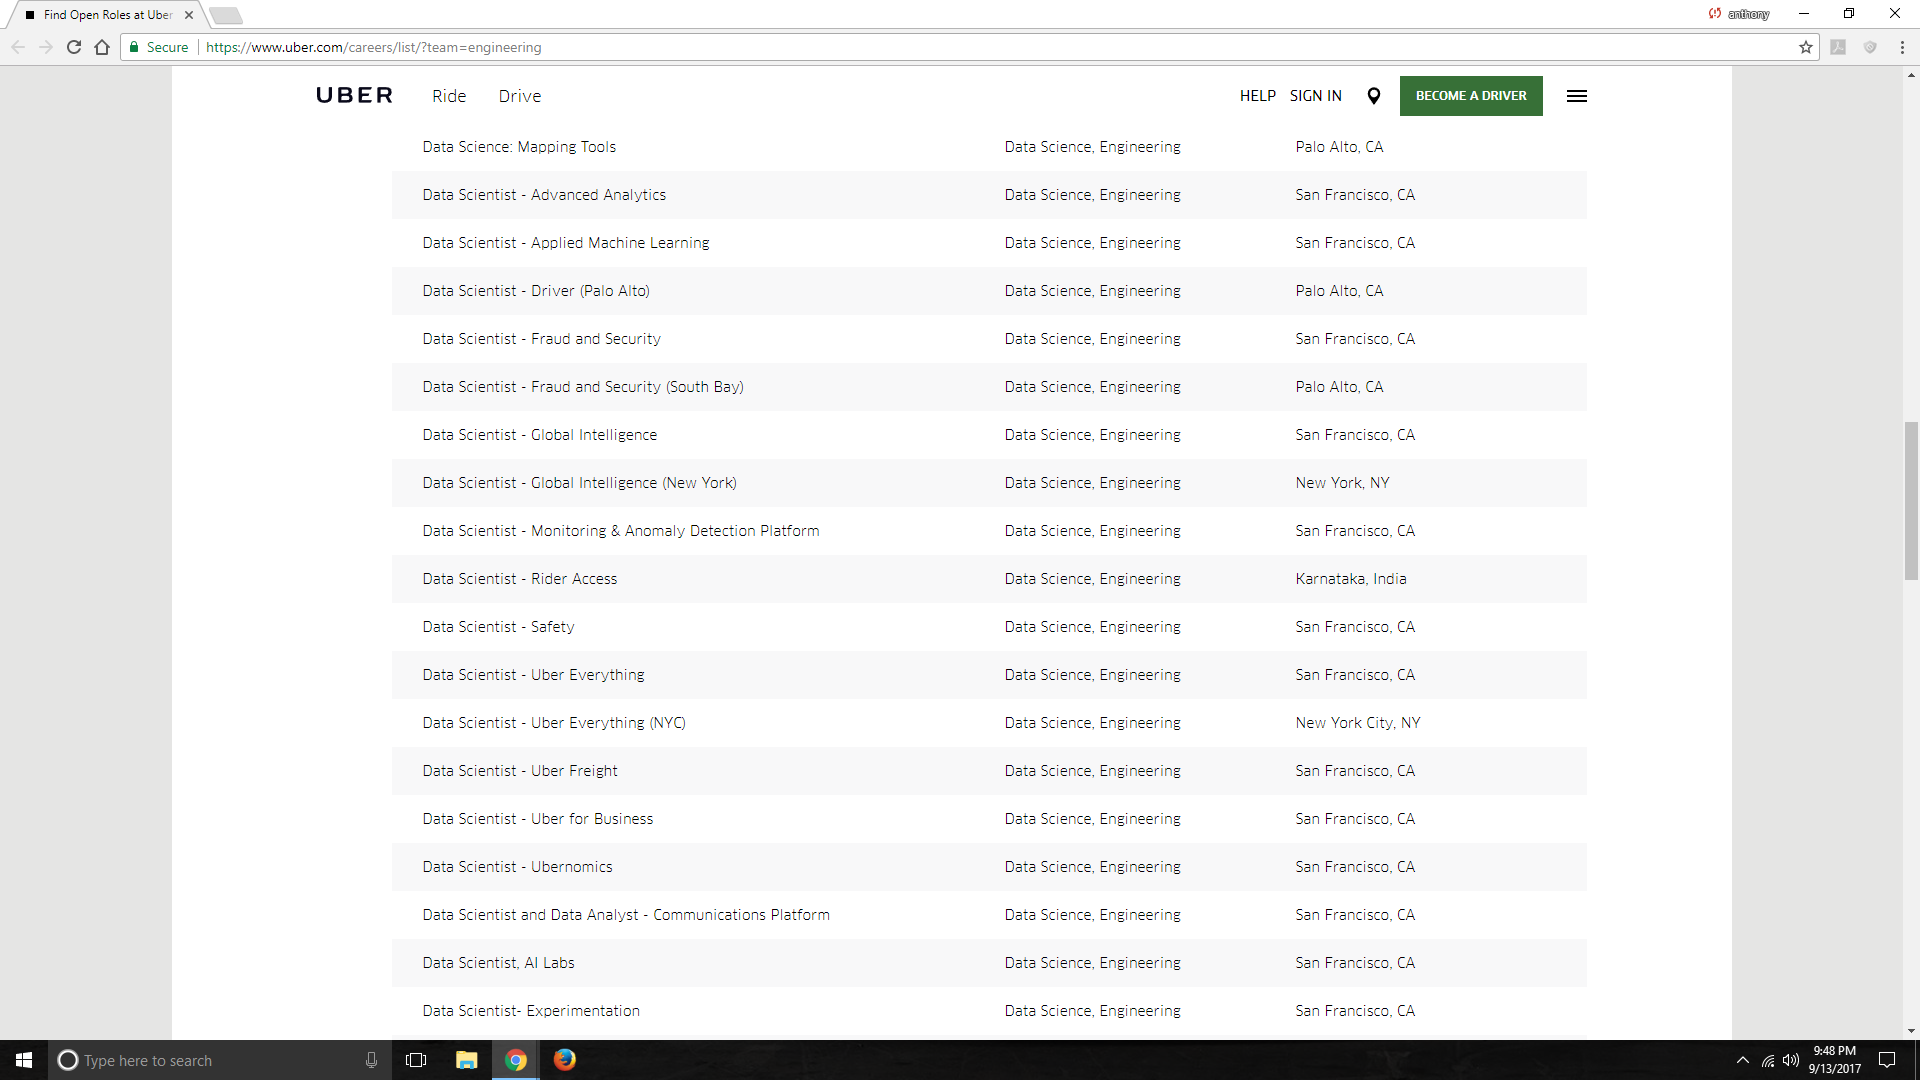 Find Open Roles at Uber
anthony
Secure https://www.uber.com/careers/list/?team=engineering
UBER Ride Drive HELP SIGN IN BECOME A DRIVER
Data Science: Mapping Tools Data Science, Engineering Palo Alto, CA
Data Scientist - Advanced Analytics Data Science, Engineering San Francisco, CA
Data Scientist - Applied Machine Learning Data Science, Engineering San Francisco, CA
Data Scientist - Driver (Palo Alto) Data Science, Engineering Palo Alto, CA
Data Scientist - Fraud and Security Data Science, Engineering San Francisco, CA
Data Scientist - Fraud and Security (South Bay) Data Science, Engineering Palo Alto, CA
Data Scientist - Global Intelligence Data Science, Engineering San Francisco, CA
Data Scientist - Global Intelligence (New York) Data Science, Engineering New York, NY
Data Scientist - Monitoring & Anomaly Detection Platform Data Science, Engineering San Francisco, CA
Data Scientist - Rider Access Data Science, Engineering Karnataka, India
Data Scientist - Safety Data Science, Engineering San Francisco, CA
Data Scientist - Uber Everything Data Science, Engineering San Francisco, CA
Data Scientist - Uber Everything (NYC) Data Science, Engineering New York City, NY
Data Scientist - Uber Freight Data Science, Engineering San Francisco, CA
Data Scientist - Uber for Business Data Science, Engineering San Francisco, CA
Data Scientist - Ubernomics Data Science, Engineering San Francisco, CA
Data Scientist and Data Analyst - Communications Platform Data Science, Engineering San Francisco, CA
Data Scientist, AI Labs Data Science, Engineering San Francisco, CA
Data Scientist- Experimentation Data Science, Engineering San Francisco, CA
Type here to search
9:48 PM
9/13/2017